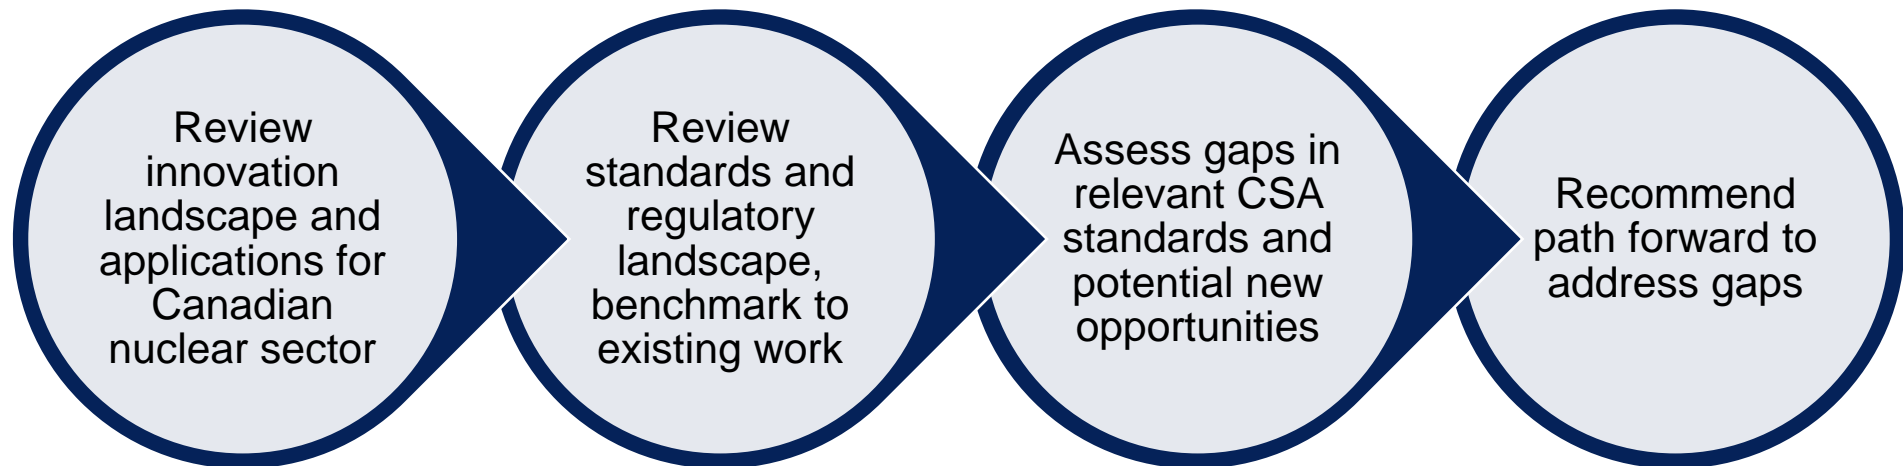 Review
innovation
landscape and
applications for
Canadian
nuclear sector
Review
standards and
regulatory
landscape,
benchmark to
existing work
Assess gaps in
relevant CSA
standards and
potential new
opportunities
Recommend
path forward to
address gaps